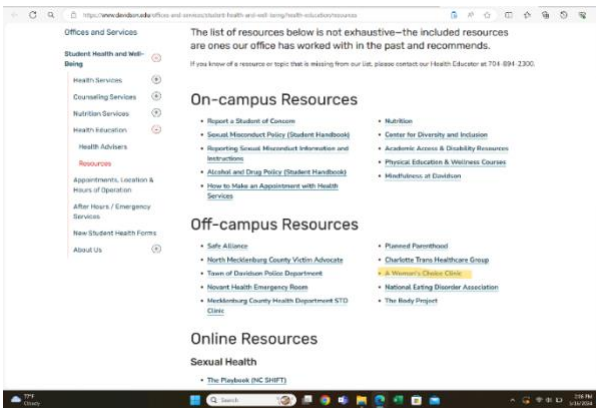 https://www.davidson.edu/offices-and-services/student-health-and-well-being/health-education/resources
Offices and Services
Student Health and Well-
Being
Health Services
Counseling Services
Nutrition Services
Health Education
Health Advisers
Resources
Appointments, Location &
Hours of Operation
After Hours / Emergency
Services
New Student Health Forms
About Us
The list of resources below is not exhaustive—the included resources
are ones our office has worked with in the past and recommends.
If you know of a resource or topic that is missing from our list, please contact our Health Educator at 704-894-2300.
On-campus Resources
• Report a Student of Concern
• Sexual Misconduct Policy (Student Handbook)
• Reporting Sexual Misconduct Information and
Instructions
• Alcohol and Drug Policy (Student Handbook)
• How to Make an Appointment with Health
Services
• Nutrition
• Center for Diversity and Inclusion
• Academic Access & Disability Resources
• Physical Education & Wellness Courses
• Mindfulness at Davidson
Off-campus Resources
• Safe Alliance
• North Mecklenburg County Victim Advocate
• Town of Davidson Police Department
• Novant Health Emergency Room
• Mecklenburg County Health Department STD
Clinic
• Planned Parenthood
• Charlotte Trans Healthcare Group
• A Woman's Choice Clinic
• National Eating Disorder Association
• The Body Project
Online Resources
Sexual Health
• The Playbook (NC SHIFT)
Cloudy
Search
2:06 PM